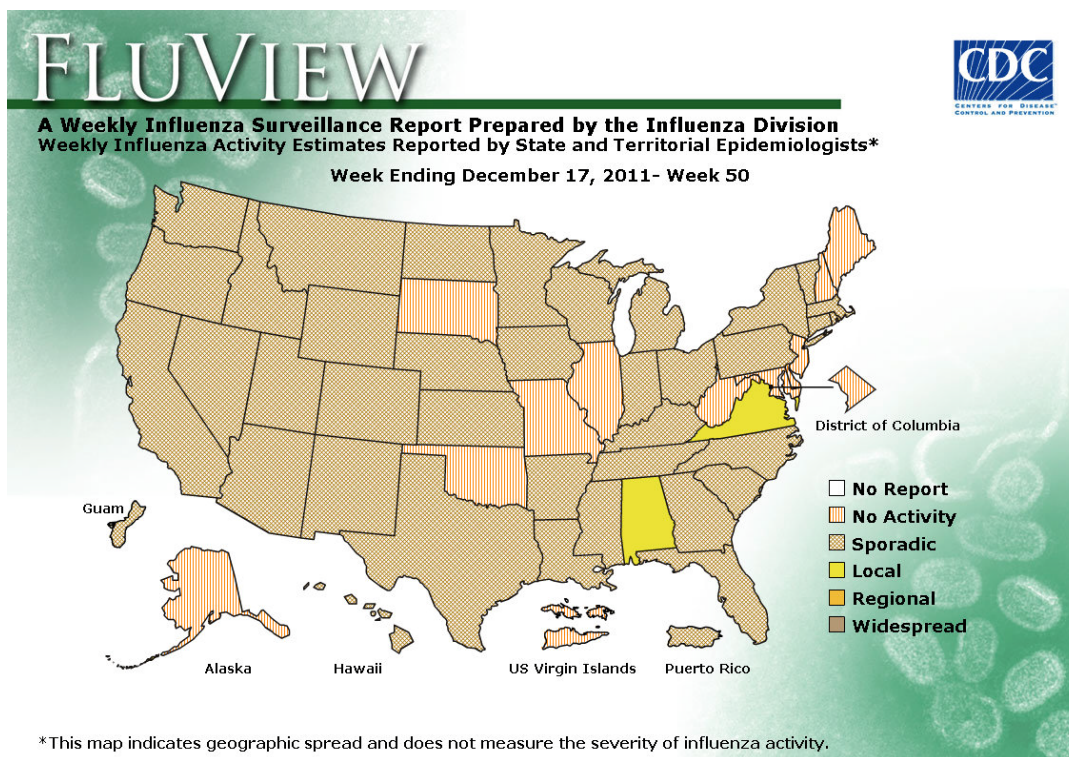 FLUVIEW
CDC
CENTERS FOR DISEASE™
CONTROL AND PREVENTION
A Weekly Influenza Surveillance Report Prepared by the Influenza Division
Weekly Influenza Activity Estimates Reported by State and Territorial Epidemiologists*
Week Ending December 17, 2011- Week 50
District of Columbia
No Report
No Activity
Sporadic
Local
Regional
Widespread
Guam
Alaska
Hawaii
US Virgin Islands
Puerto Rico
*This map indicates geographic spread and does not measure the severity of influenza activity.